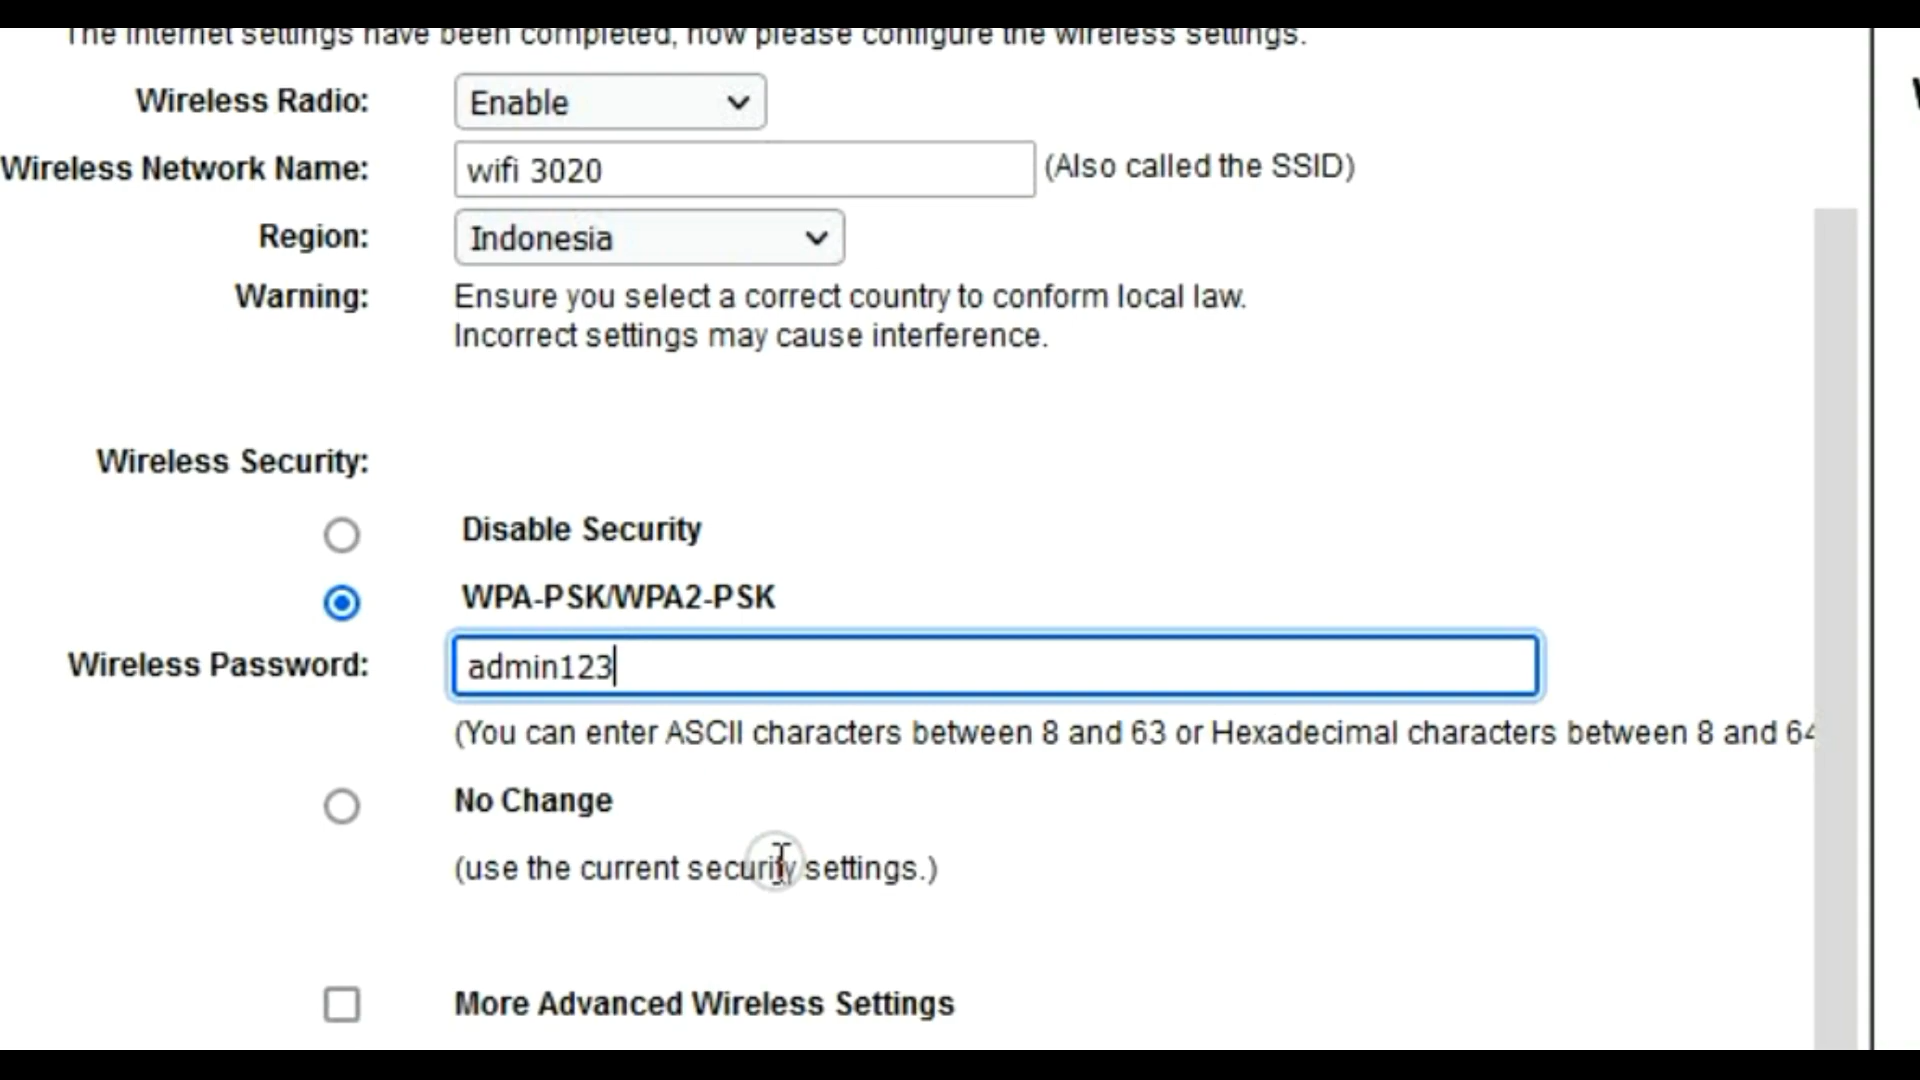 The Internet settings have been completed, now please configure the wireless settings.
Wireless Radio: Enable
Wireless Network Name: wifi 3020 (Also called the SSID)
Region: Indonesia
Warning: Ensure you select a correct country to conform local law.
Incorrect settings may cause interference.
Wireless Security:
Disable Security
WPA-PSK/WPA2-PSK
Wireless Password: admin123
(You can enter ASCII characters between 8 and 63 or Hexadecimal characters between 8 and 64
No Change
(use the current security settings.)
More Advanced Wireless Settings